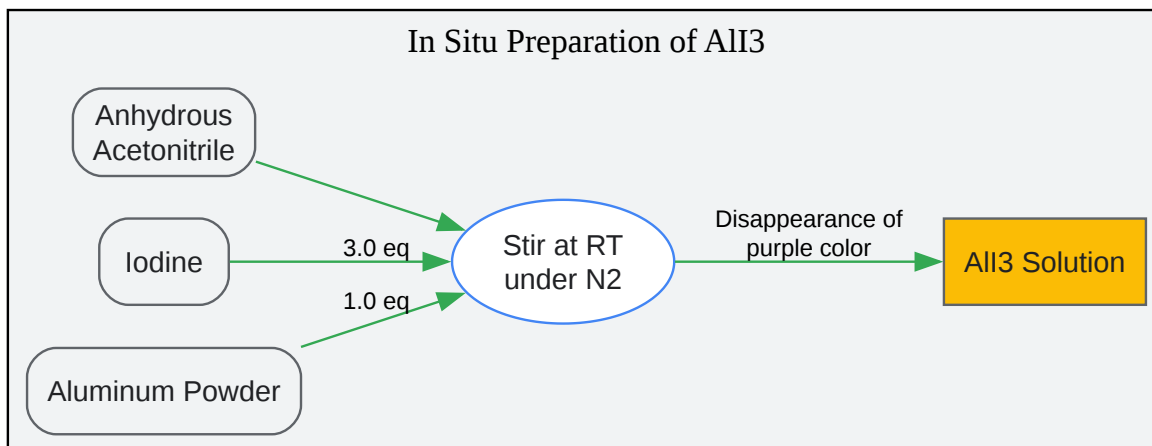 In Situ Preparation of AlI3
Anhydrous
Acetonitrile
Iodine
Aluminum Powder
3.0 eq
1.0 eq
Stir at RT
under N2
Disappearance of
purple color
AlI3 Solution